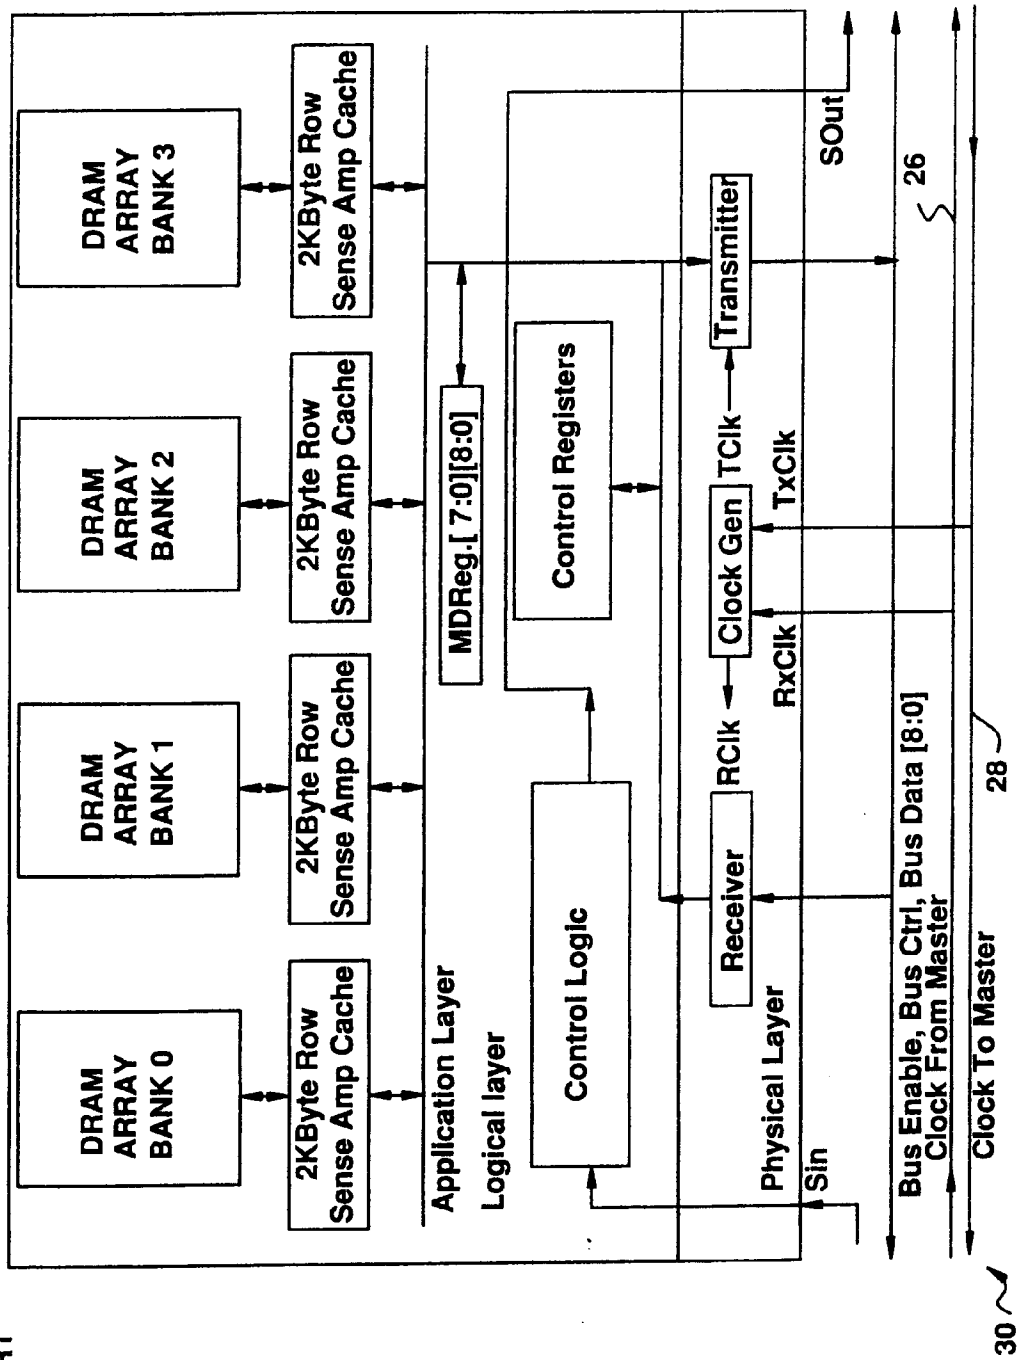 DRAM
ARRAY
BANK 0
DRAM
ARRAY
BANK 1
DRAM
ARRAY
BANK 2
DRAM
ARRAY
BANK 3
2KByte Row
Sense Amp Cache
2KByte Row
Sense Amp Cache
2KByte Row
Sense Amp Cache
2KByte Row
Sense Amp Cache
Application Layer
Logical layer
MDReg.[ 7:0][8:0]
Control Logic
Control Registers
Receiver
RClk
Clock Gen
TClk
Transmitter
Physical Layer
Sin
RxClk
TxClk
SOut
Bus Enable, Bus Ctrl, Bus Data [8:0]
Clock From Master
26
Clock To Master
28
30